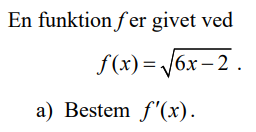 En funktion f er givet ved
f(x) = √(6x – 2) .
a) Bestem f'(x).